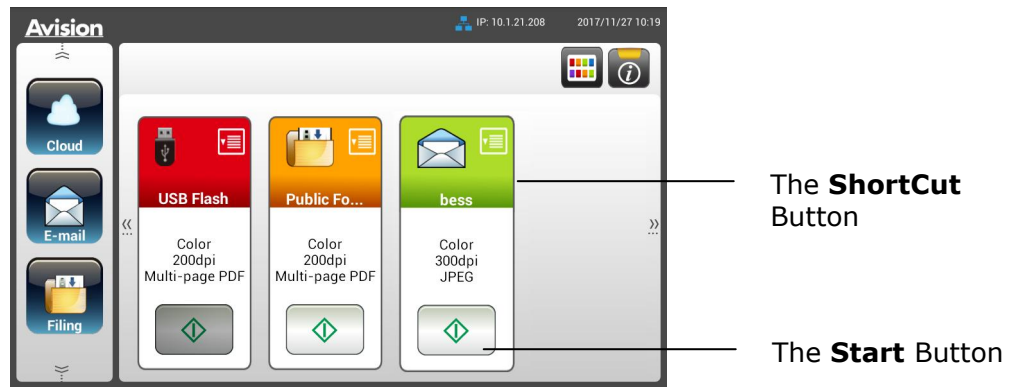 Avision
IP: 10.1.21.208
2017/11/27 10:19
Cloud
E-mail
Filing
USB Flash
Color
200dpi
Multi-page PDF
Public Fo...
Color
200dpi
Multi-page PDF
bess
Color
300dpi
JPEG
The ShortCut
Button
The Start Button